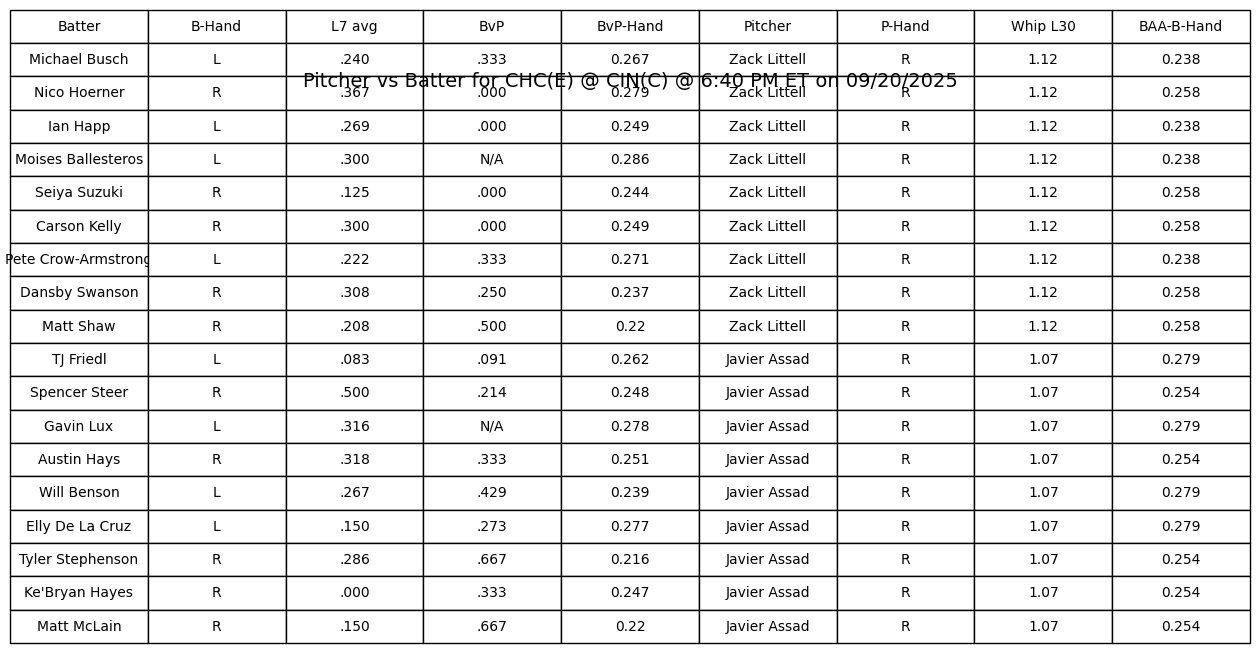 Batter B-Hand L7 avg BvP BvP-Hand Pitcher P-Hand Whip L30 BAA-B-Hand
Michael Busch L .240 .333 0.267 Zack Littell R 1.12 0.238
Pitcher vs Batter for CHC(E) @ CIN(C) @ 6:40 PM ET on 09/20/2025
Nico Hoerner R .367 .000 0.279 Zack Littell R 1.12 0.258
Ian Happ L .269 .000 0.249 Zack Littell R 1.12 0.238
Moises Ballesteros L .300 N/A 0.286 Zack Littell R 1.12 0.238
Seiya Suzuki R .125 .000 0.244 Zack Littell R 1.12 0.258
Carson Kelly R .300 .000 0.249 Zack Littell R 1.12 0.258
Pete Crow-Armstrong L .222 .333 0.271 Zack Littell R 1.12 0.238
Dansby Swanson R .308 .250 0.237 Zack Littell R 1.12 0.258
Matt Shaw R .208 .500 0.22 Zack Littell R 1.12 0.258
TJ Friedl L .083 .091 0.262 Javier Assad R 1.07 0.279
Spencer Steer R .500 .214 0.248 Javier Assad R 1.07 0.254
Gavin Lux L .316 N/A 0.278 Javier Assad R 1.07 0.279
Austin Hays R .318 .333 0.251 Javier Assad R 1.07 0.254
Will Benson L .267 .429 0.239 Javier Assad R 1.07 0.279
Elly De La Cruz L .150 .273 0.277 Javier Assad R 1.07 0.279
Tyler Stephenson R .286 .667 0.216 Javier Assad R 1.07 0.254
Ke'Bryan Hayes R .000 .333 0.247 Javier Assad R 1.07 0.254
Matt McLain R .150 .667 0.22 Javier Assad R 1.07 0.254